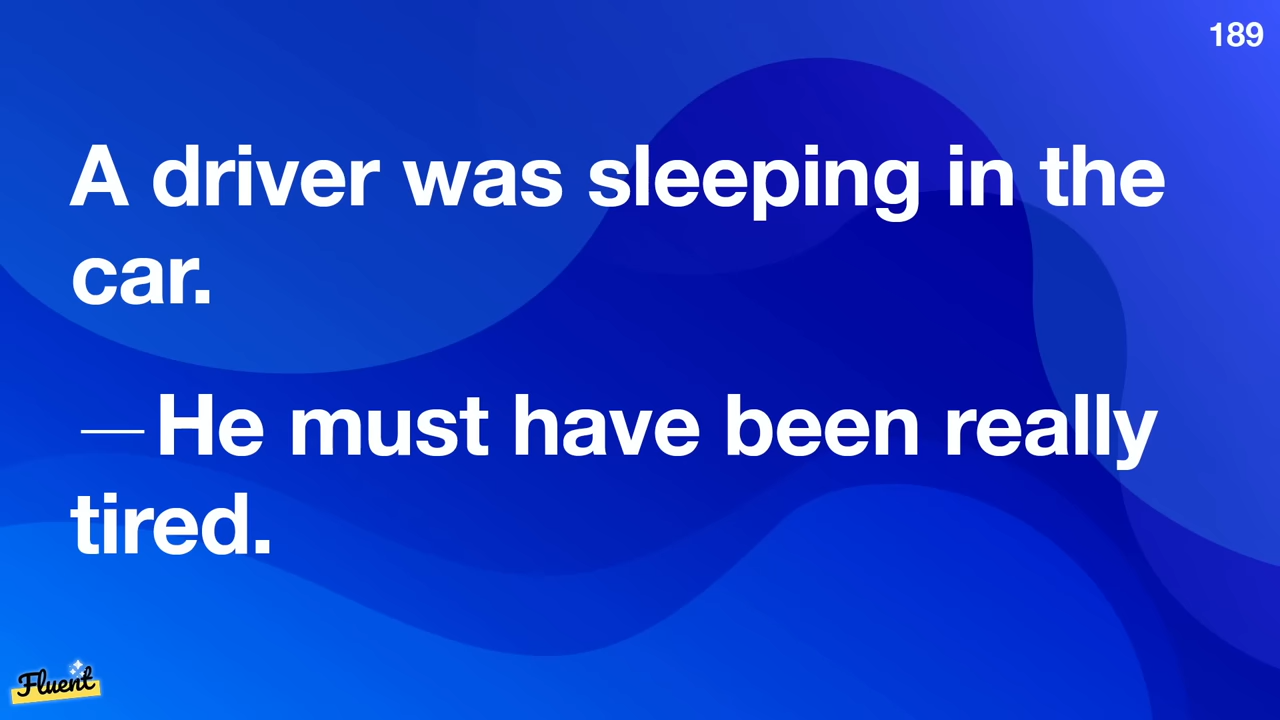 189
A driver was sleeping in the
car.
—He must have been really
tired.
Fluent